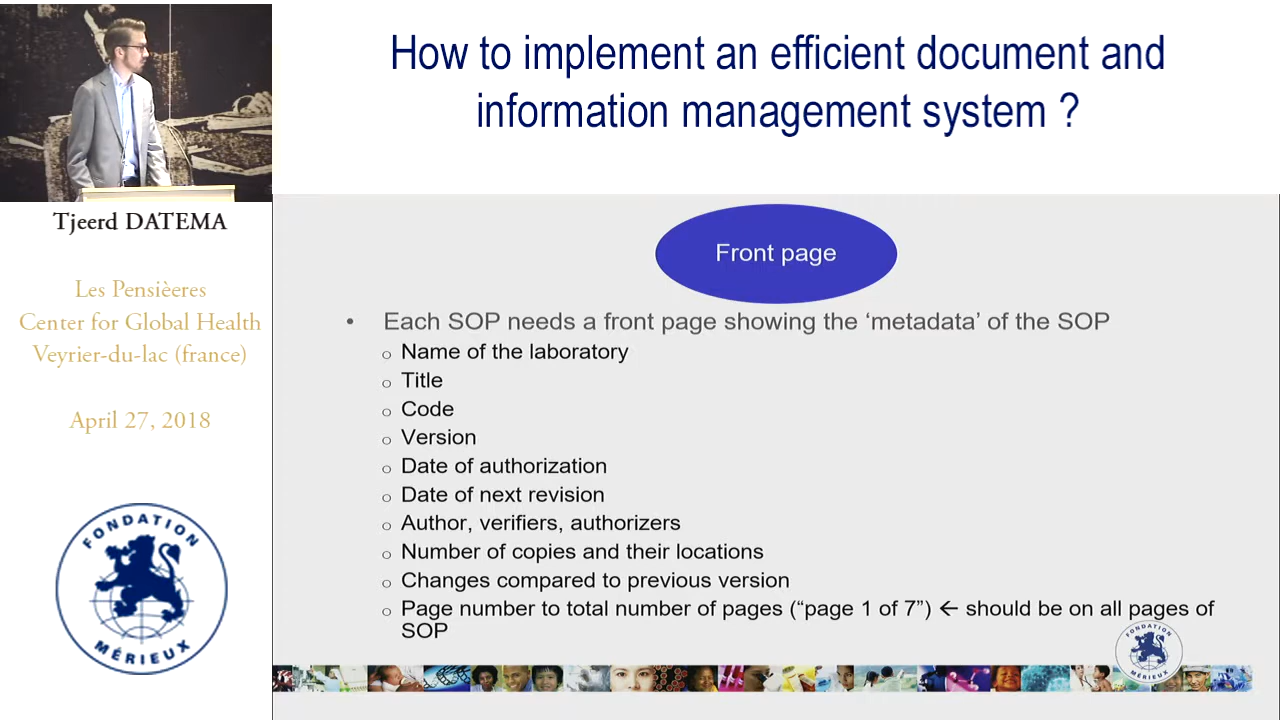 How to implement an efficient document and
information management system ?
Tjeerd DATEMA
Les Pensièeres
Center for Global Health
Veyrier-du-lac (france)
April 27, 2018
FONDATION
MÉRIEUX
Front page
• Each SOP needs a front page showing the ‘metadata’ of the SOP
o Name of the laboratory
o Title
o Code
o Version
o Date of authorization
o Date of next revision
o Author, verifiers, authorizers
o Number of copies and their locations
o Changes compared to previous version
o Page number to total number of pages (“page 1 of 7”) ← should be on all pages of
SOP
FONDATION
MÉRIEUX